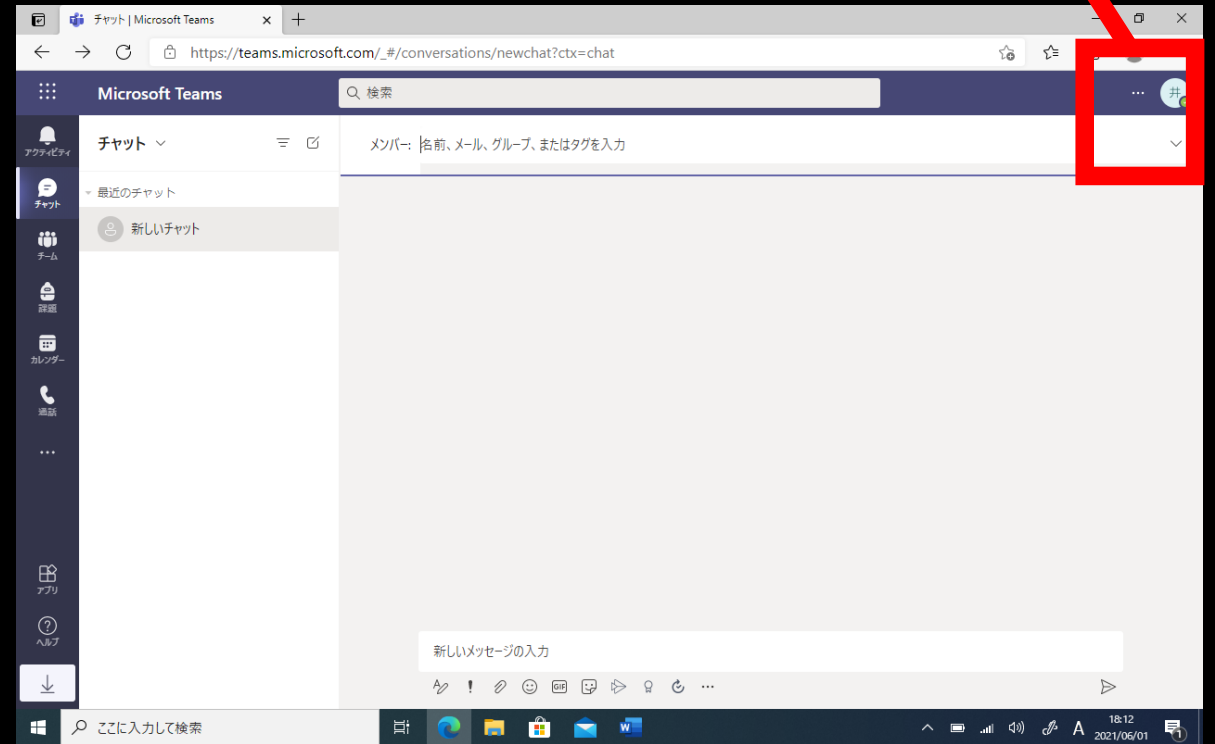 チャット | Microsoft Teams
https://teams.microsoft.com/_#/conversations/newchat?ctx=chat
Microsoft Teams
検索
井
アクティビティ
チャット
チーム
課題
カレンダー
通話
アプリ
ヘルプ
チャット
最近のチャット
新しいチャット
メンバー: 名前、メール、グループ、またはタグを入力
新しいメッセージの入力
GIF
ここに入力して検索
A
18:12
2021/06/01
1